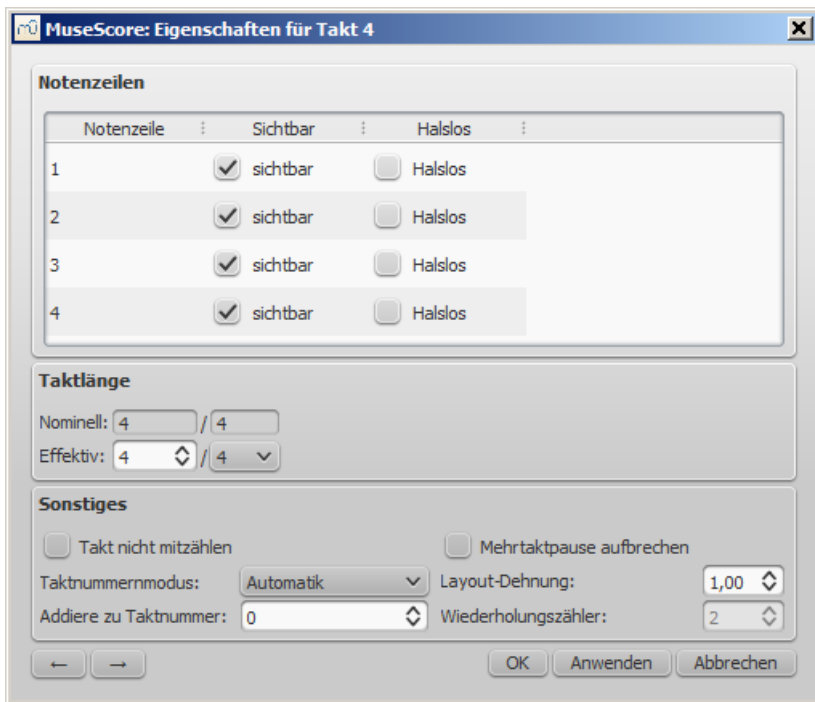 MuseScore: Eigenschaften für Takt 4
Notenzeilen
Notenzeile Sichtbar Halslos
1 sichtbar Halslos
2 sichtbar Halslos
3 sichtbar Halslos
4 sichtbar Halslos
Taktlänge
Nominell: 4 / 4
Effektiv: 4 / 4
Sonstiges
Takt nicht mitzählen Mehrtaktpause aufbrechen
Taktnummernmodus: Automatik Layout-Dehnung: 1,00
Addiere zu Taktnummer: 0 Wiederholungszähler: 2
← → OK Anwenden Abbrechen